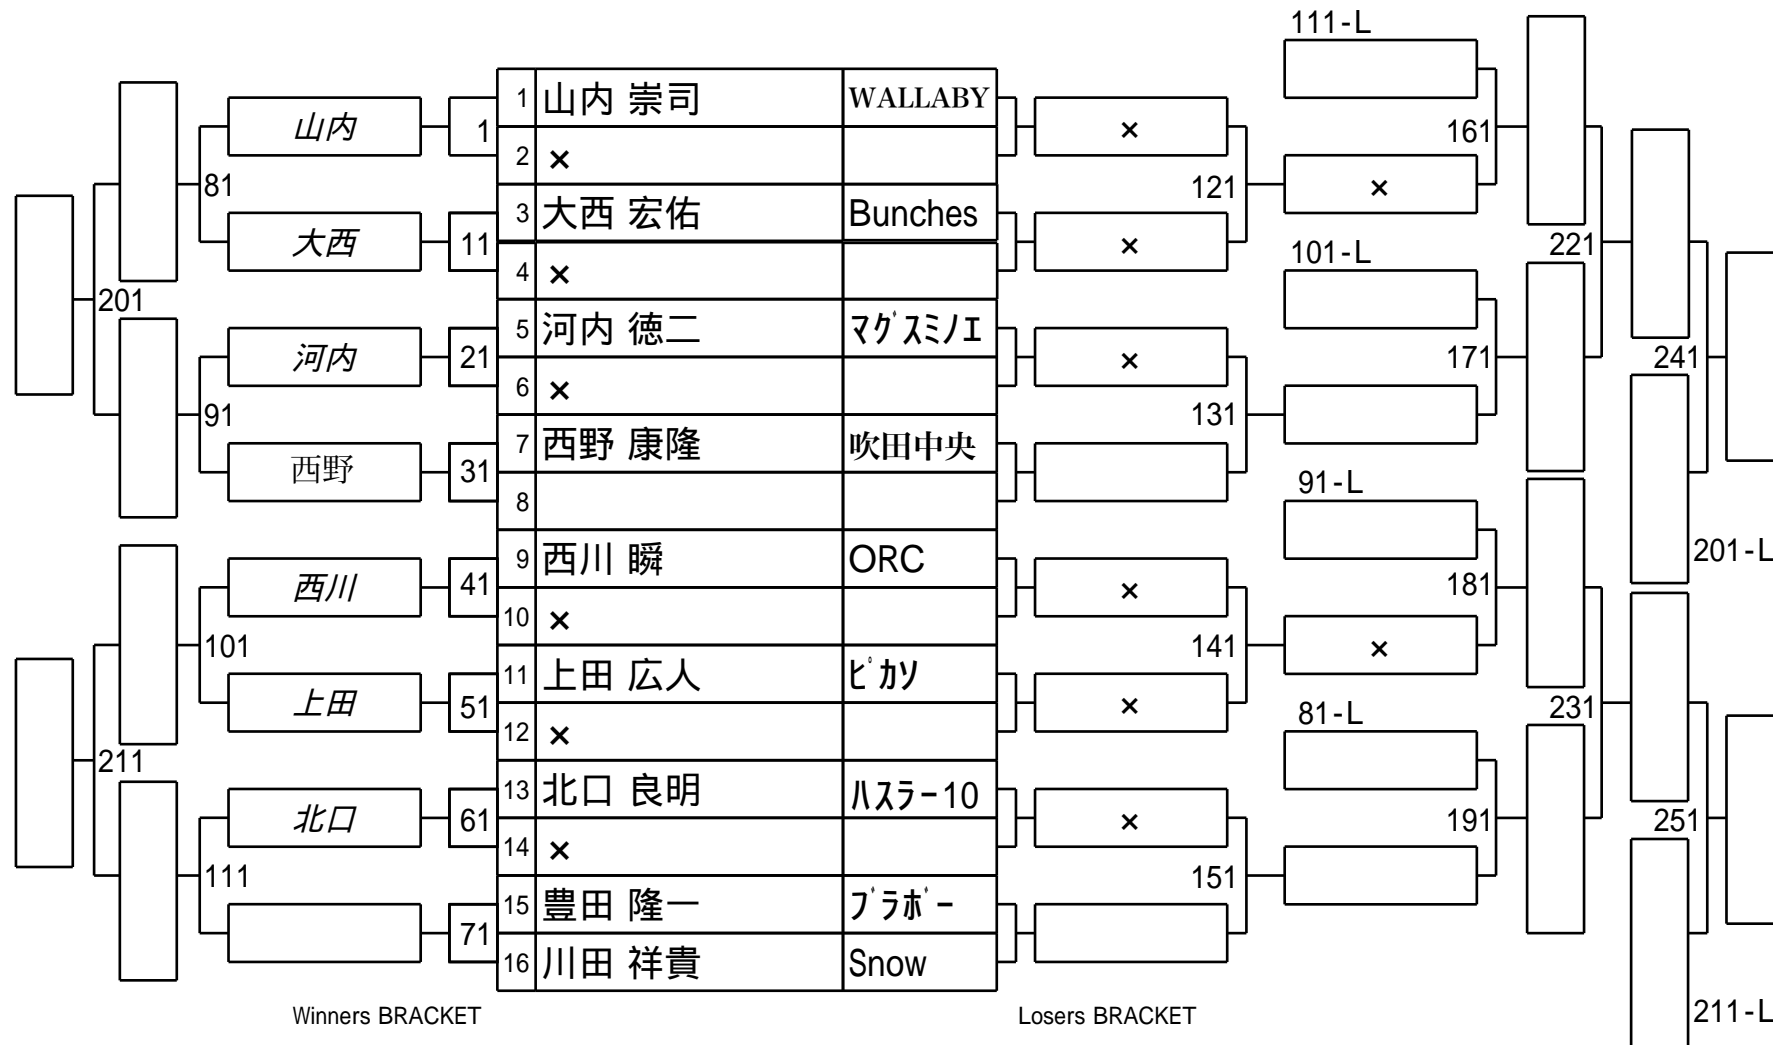 111-L
1 山内 崇司 WALLABY
山内 1 × 161
2 ×
81 121 ×
3 大西 宏佑 Bunches
大西 11 × 101-L 221
4 ×
201
5 河内 徳二 マグスミノエ
河内 21 × 171 241
6 ×
91 131
7 西野 康隆 吹田中央
西野 31 91-L
8
9 西川 瞬 ORC 201-L
西川 41 × 181
10 ×
101 141 ×
11 上田 広人 ピカソ
上田 51 × 81-L 231
12 ×
211
13 北口 良明 ハスラー10
北口 61 × 191 251
14 ×
111 151
15 豊田 隆一 ブラボー
71
16 川田 祥貴 Snow
Winners BRACKET Losers BRACKET 211-L